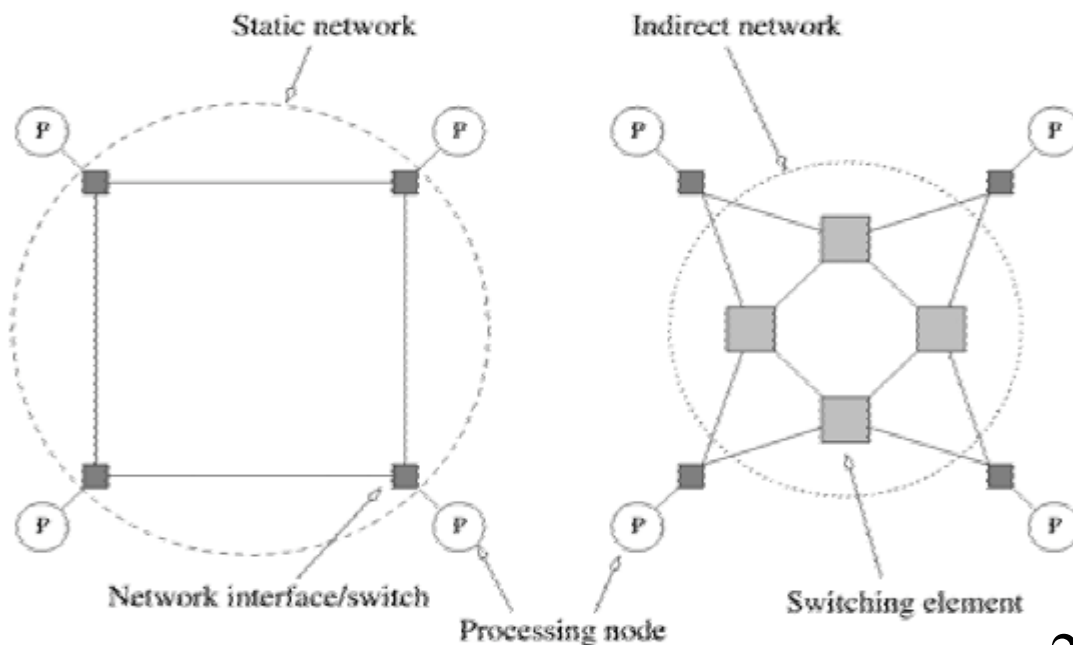 Static network
Indirect network
P
P
P
P
P
P
P
P
Network interface/switch
Processing node
Switching element